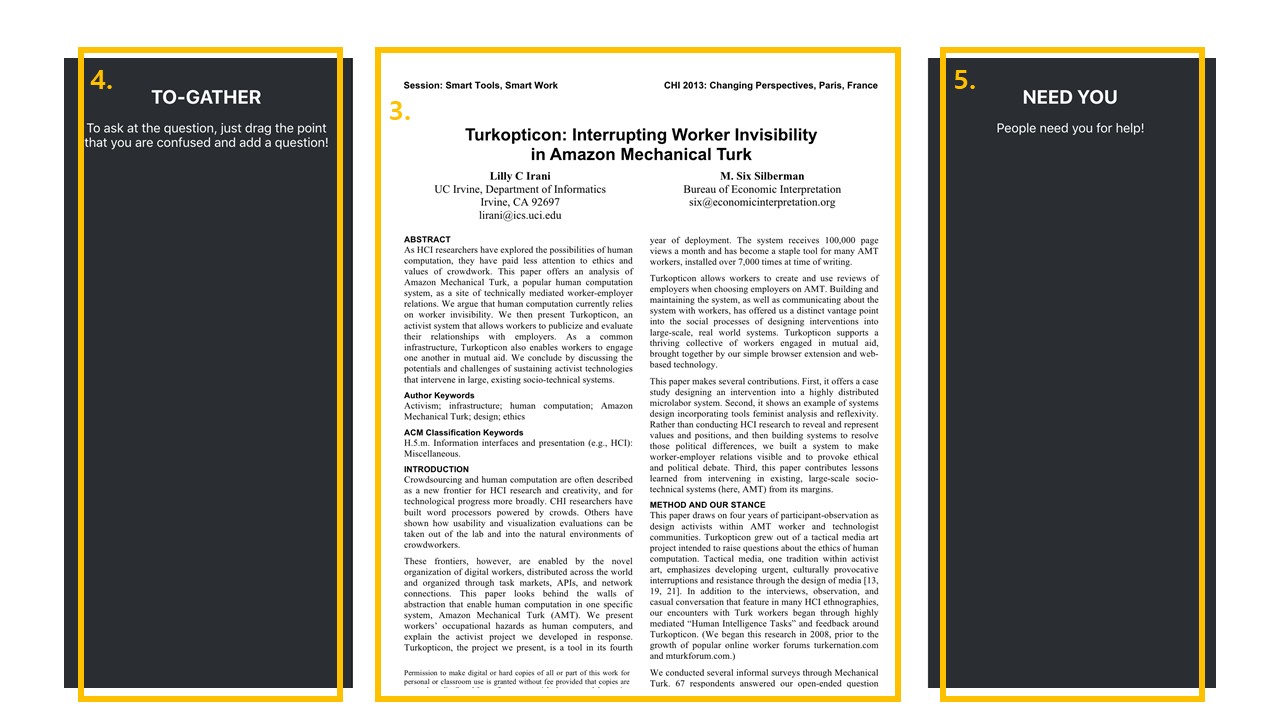 4.
TO-GATHER
To ask at the question, just drag the point
that you are confused and add a question!
Session: Smart Tools, Smart Work
CHI 2013: Changing Perspectives, Paris, France
3.
Turkopticon: Interrupting Worker Invisibility
in Amazon Mechanical Turk
Lilly C Irani
UC Irvine, Department of Informatics
Irvine, CA 92697
lirani@ics.uci.edu
M. Six Silberman
Bureau of Economic Interpretation
six@economicinterpretation.org
ABSTRACT
As HCI researchers have explored the possibilities of human
computation, they have paid less attention to ethics and
values of crowdwork. This paper offers an analysis of
Amazon Mechanical Turk, a popular human computation
system, as a site of technically mediated worker-employer
relations. We argue that human computation currently relies
on worker invisibility. We then present Turkopticon, an
activist system that allows workers to publicize and evaluate
their relationships with employers. As a common
infrastructure, Turkopticon also enables workers to engage
one another in mutual aid. We conclude by discussing the
potentials and challenges of sustaining activist technologies
that intervene in large, existing socio-technical systems.
Author Keywords
Activism; infrastructure; human computation; Amazon
Mechanical Turk; design; ethics
ACM Classification Keywords
H.5.m. Information interfaces and presentation (e.g., HCI):
Miscellaneous.
INTRODUCTION
Crowdsourcing and human computation are often described
as a new frontier for HCI research and creativity, and for
technological progress more broadly. CHI researchers have
built word processors powered by crowds. Others have
shown how usability and visualization evaluations can be
taken out of the lab and into the natural environments of
crowdworkers.
These frontiers, however, are enabled by the novel
organization of digital workers, distributed across the world
and organized through task markets, APIs, and network
connections. This paper looks behind the walls of
abstraction that enable human computation in one specific
system, Amazon Mechanical Turk (AMT). We present
workers' occupational hazards as human computers, and
explain the activist project we developed in response.
Turkopticon, the project we present, is a tool in its fourth
Permission to make digital or hard copies of all or part of this work for
personal or classroom use is granted without fee provided that copies are
year of deployment. The system receives 100,000 page
views a month and has become a staple tool for many AMT
workers, installed over 7,000 times at time of writing.
Turkopticon allows workers to create and use reviews of
employers when choosing employers on AMT. Building and
maintaining the system, as well as communicating about the
system with workers, has offered us a distinct vantage point
into the social processes of designing interventions into
large-scale, real world systems. Turkopticon supports a
thriving collective of workers engaged in mutual aid,
brought together by our simple browser extension and web-
based technology.
This paper makes several contributions. First, it offers a case
study designing an intervention into a highly distributed
microlabor system. Second, it shows an example of systems
design incorporating tools feminist analysis and reflexivity.
Rather than conducting HCI research to reveal and represent
values and positions, and then building systems to resolve
those political differences, we built a system to make
worker-employer relations visible and to provoke ethical
and political debate. Third, this paper contributes lessons
learned from intervening in existing, large-scale socio-
technical systems (here, AMT) from its margins.
METHOD AND OUR STANCE
This paper draws on four years of participant-observation as
design activists within AMT worker and technologist
communities. Turkopticon grew out of a tactical media art
project intended to raise questions about the ethics of human
computation. Tactical media, one tradition within activist
art, emphasizes developing urgent, culturally provocative
interruptions and resistance through the design of media [13,
19, 21]. In addition to the interviews, observation, and
casual conversation that feature in many HCI ethnographies,
our encounters with Turk workers began through highly
mediated “Human Intelligence Tasks” and feedback around
Turkopticon. (We began this research in 2008, prior to the
growth of popular online worker forums turkernation.com
and mturkforum.com.)
We conducted several informal surveys through Mechanical
Turk. 67 respondents answered our open-ended question
5.
NEED YOU
People need you for help!